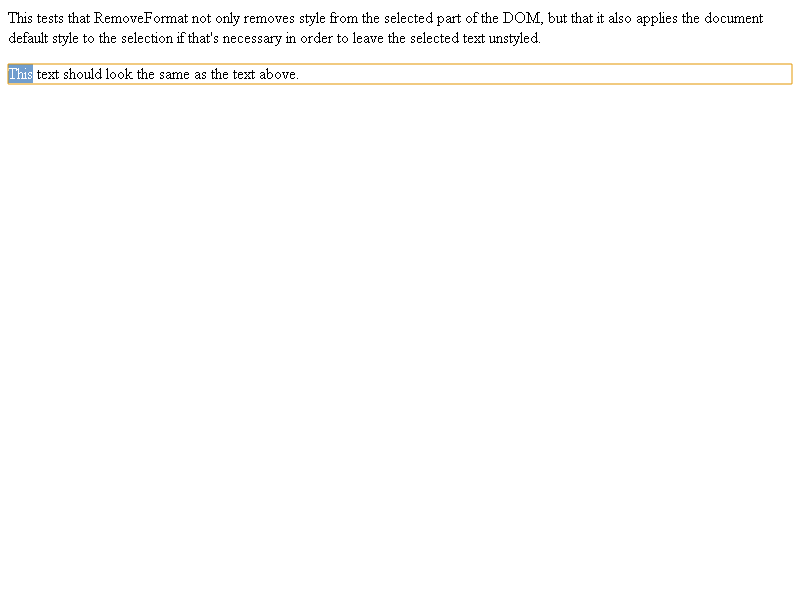 This tests that RemoveFormat not only removes style from the selected part of the DOM, but that it also applies the document
default style to the selection if that's necessary in order to leave the selected text unstyled.
This text should look the same as the text above.